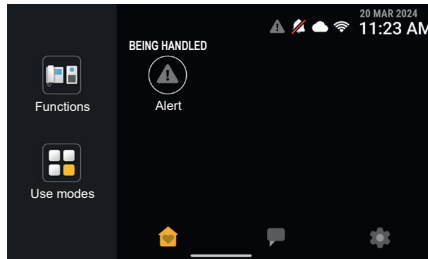 20 MAR 2024
11:23 AM
BEING HANDLED
Alert
Functions
Use modes